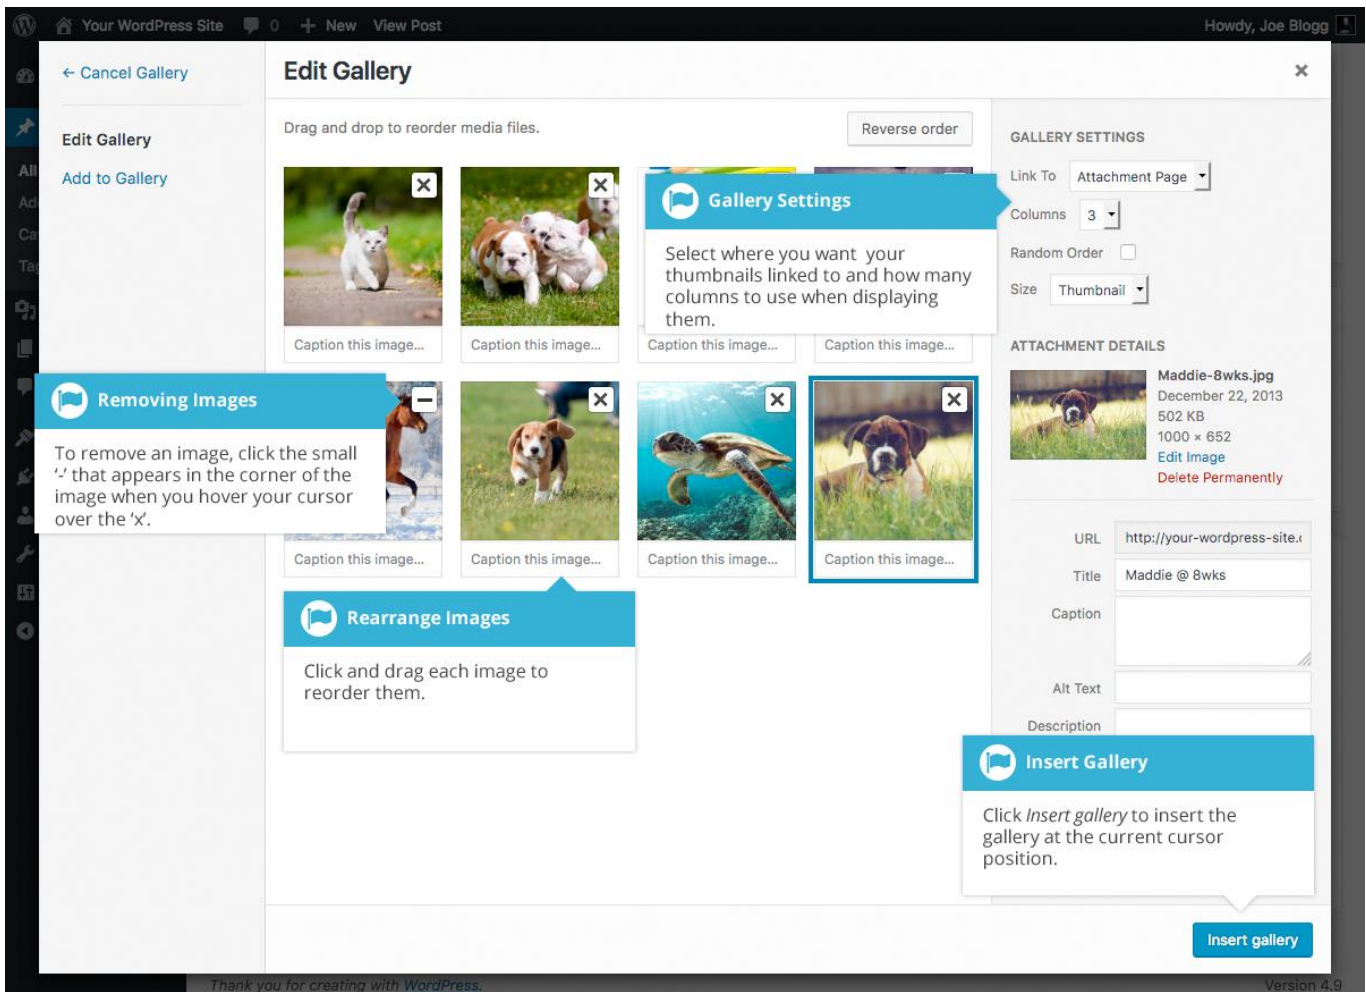 Your WordPress Site 0 + New View Post
Howdy, Joe Blogg
← Cancel Gallery
Edit Gallery
Add to Gallery
Edit Gallery
Drag and drop to reorder media files.
Reverse order
Caption this image...
Caption this image...
Caption this image...
Caption this image...
Gallery Settings
Select where you want your
thumbnails linked to and how many
columns to use when displaying
them.
Removing Images
To remove an image, click the small
‘-’ that appears in the corner of the
image when you hover your cursor
over the ‘x’.
Caption this image...
Caption this image...
Caption this image...
Caption this image...
Rearrange Images
Click and drag each image to
reorder them.
GALLERY SETTINGS
Link To Attachment Page
Columns 3
Random Order
Size Thumbnail
ATTACHMENT DETAILS
Maddie-8wks.jpg
December 22, 2013
502 KB
1000 × 652
Edit Image
Delete Permanently
URL http://your-wordpress-site.
Title Maddie @ 8wks
Caption
Alt Text
Description
Insert Gallery
Click Insert gallery to insert the
gallery at the current cursor
position.
Insert gallery
Thank you for creating with WordPress.
Version 4.9